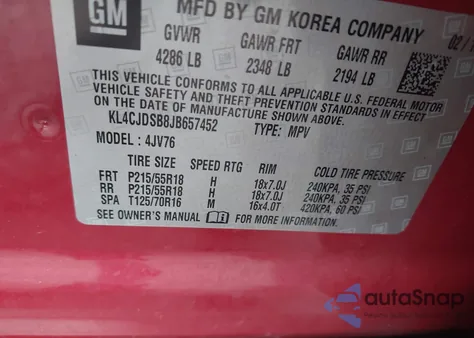 GM
MFD BY GM KOREA COMPANY
02/
GVWR GAWR FRT GAWR RR
4286 LB 2348 LB 2194 LB
THIS VEHICLE CONFORMS TO ALL APPLICABLE U.S. FEDERAL MOTOR
VEHICLE SAFETY AND THEFT PREVENTION STANDARDS IN EFFECT ON
THE DATE OF MANUFACTURE SHOWN ABOVE.
KL4CJDSB8JB657452 TYPE: MPV
MODEL: 4JV76
TIRE SIZE SPEED RTG RIM COLD TIRE PRESSURE
FRT P215/55R18 H 18x7.0J 240KPA, 35 PSI
RR P215/55R18 H 18x7.0J 240KPA, 35 PSI
SPA T125/70R16 M 16x4.0T 420KPA, 60 PSI
SEE OWNER'S MANUAL FOR MORE INFORMATION.
autoSnap